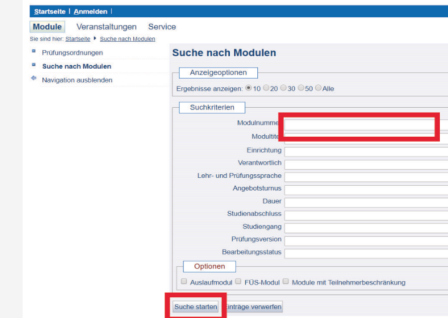 Startseite | Anmelden |
Module Veranstaltungen Service
Sie sind hier: Startseite Suche nach Modulen
Prüfungsordnungen
Suche nach Modulen
Navigation ausblenden
Suche nach Modulen
Anzeigeoptionen
Ergebnisse anzeigen: 10 20 30 50 Alle
Suchkriterien
Modulnumme
Modultite
Einrichtung
Verantwortlich
Lehr- und Prüfungssprache
Angebotsturnus
Dauer
Studienabschluss
Studiengang
Prüfungsversion
Bearbeitungsstatus
Optionen
Auslaufmodul FÜS-Modul Module mit Teilnehmerbeschränkung
Suche starten inträge verwerfen